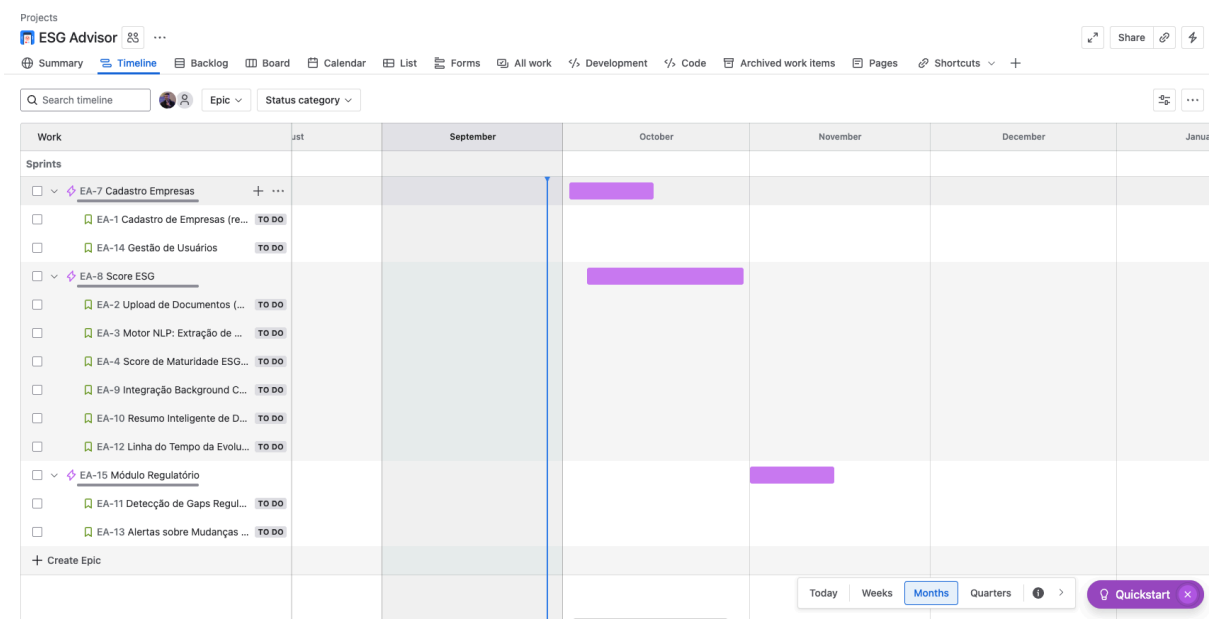 Projects
ESG Advisor
Share
Summary Timeline Backlog Board Calendar List Forms All work Development Code Archived work items Pages Shortcuts
Search timeline Epic Status category
Work ust September October November December Janua
Sprints
EA-7 Cadastro Empresas
EA-1 Cadastro de Empresas (re... TO DO
EA-14 Gestão de Usuários TO DO
EA-8 Score ESG
EA-2 Upload de Documentos (... TO DO
EA-3 Motor NLP: Extração de ... TO DO
EA-4 Score de Maturidade ESG... TO DO
EA-9 Integração Background C... TO DO
EA-10 Resumo Inteligente de D... TO DO
EA-12 Linha do Tempo da Evolu... TO DO
EA-15 Módulo Regulatório
EA-11 Detecção de Gaps Regul... TO DO
EA-13 Alertas sobre Mudanças ... TO DO
Create Epic
Today Weeks Months Quarters Quickstart